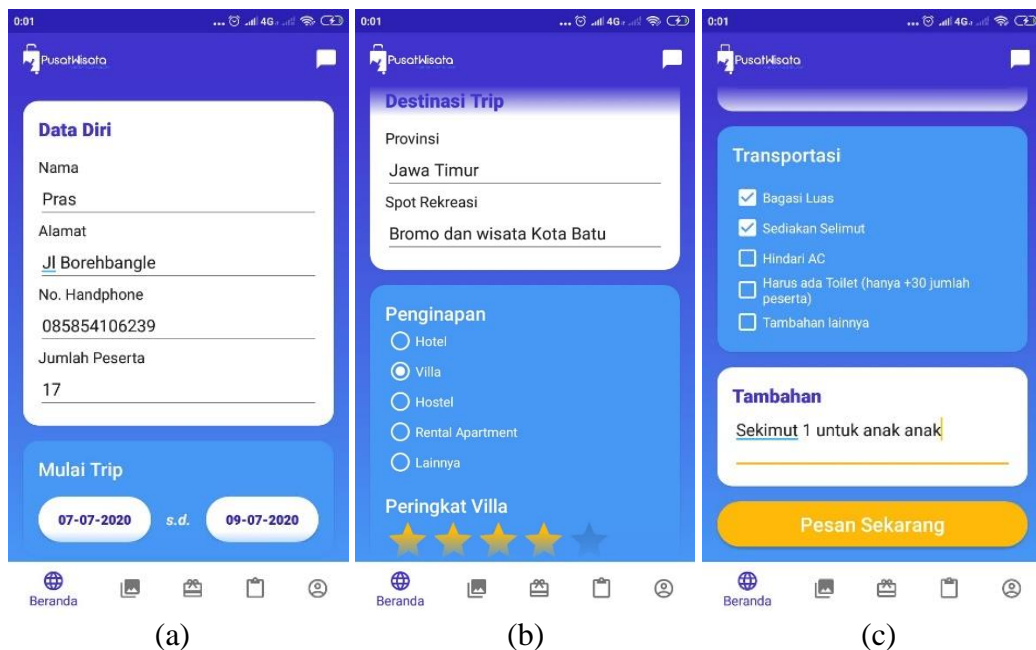 0:01
... 4G
PusatWisata
Data Diri
Nama
Pras
Alamat
Jl Borehbangle
No. Handphone
085854106239
Jumlah Peserta
17
Mulai Trip
07-07-2020 s.d. 09-07-2020
Beranda
(a)
0:01
... 4G
PusatWisata
Destinasi Trip
Provinsi
Jawa Timur
Spot Rekreasi
Bromo dan wisata Kota Batu
Penginapan
Hotel
Villa
Hostel
Rental Apartment
Lainnya
Peringkat Villa
Beranda
(b)
0:01
... 4G
PusatWisata
Transportasi
Bagasi Luas
Sediakan Selimut
Hindari AC
Harus ada Toilet (hanya +30 jumlah
peserta)
Tambahan lainnya
Tambahan
Sekimut 1 untuk anak anak
Pesan Sekarang
Beranda
(c)